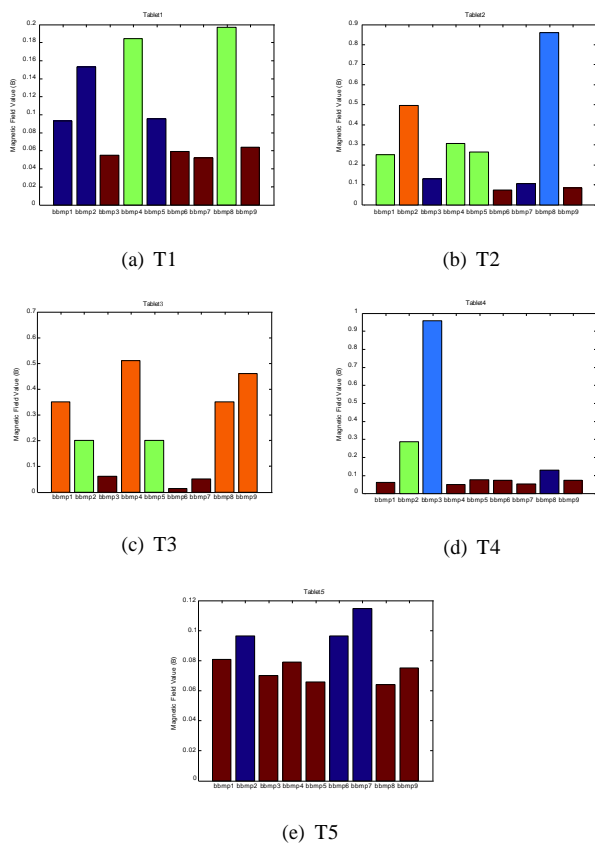 Tablet1
Magnetic Field Value (B)
0.2
0.18
0.16
0.14
0.12
0.1
0.08
0.06
0.04
0.02
0
bbmp1 bbmp2 bbmp3 bbmp4 bbmp5 bbmp6 bbmp7 bbmp8 bbmp9
(a) T1
Tablet2
Magnetic Field Value (B)
0.9
0.8
0.7
0.6
0.5
0.4
0.3
0.2
0.1
0
bbmp1 bbmp2 bbmp3 bbmp4 bbmp5 bbmp6 bbmp7 bbmp8 bbmp9
(b) T2
Tablet3
Magnetic Field Value (B)
0.7
0.6
0.5
0.4
0.3
0.2
0.1
0
bbmp1 bbmp2 bbmp3 bbmp4 bbmp5 bbmp6 bbmp7 bbmp8 bbmp9
(c) T3
Tablet4
Magnetic Field Value (B)
1
0.9
0.8
0.7
0.6
0.5
0.4
0.3
0.2
0.1
0
bbmp1 bbmp2 bbmp3 bbmp4 bbmp5 bbmp6 bbmp7 bbmp8 bbmp9
(d) T4
Tablet5
Magnetic Field Value (B)
0.12
0.1
0.08
0.06
0.04
0.02
0
bbmp1 bbmp2 bbmp3 bbmp4 bbmp5 bbmp6 bbmp7 bbmp8 bbmp9
(e) T5